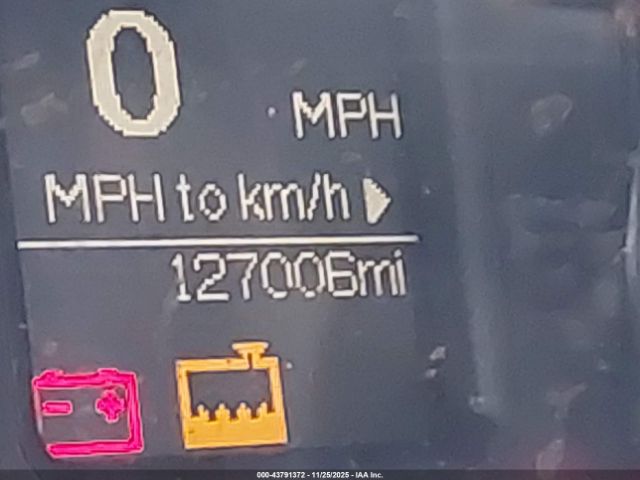 0 MPH
MPH to km/h
127006mi
000-43791372 - 11/25/2025 - IAA Inc.